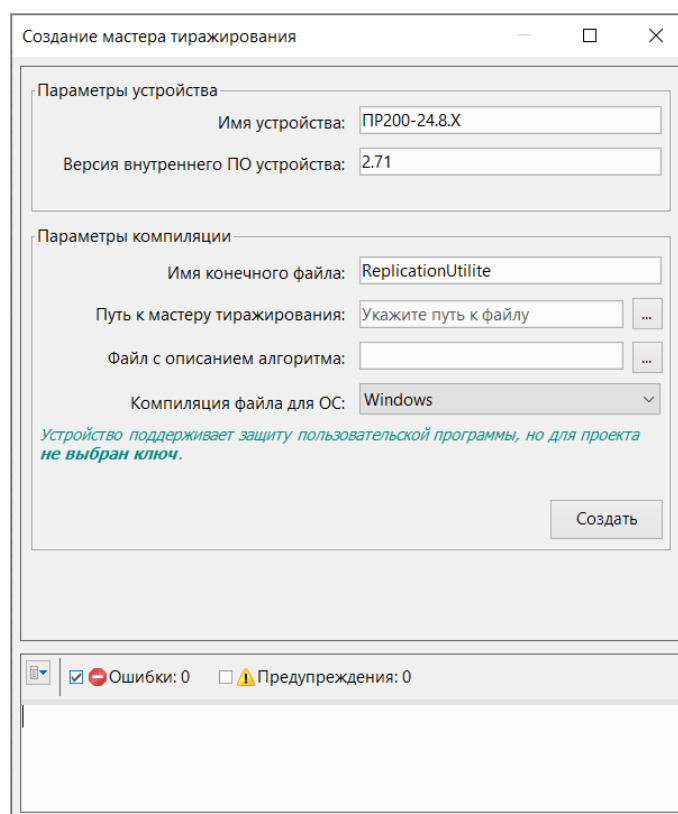 Создание мастера тиражирования
Параметры устройства
Имя устройства: ПР200-24.8.X
Версия внутреннего ПО устройства: 2.71
Параметры компиляции
Имя конечного файла: ReplicationUtilite
Путь к мастеру тиражирования: Укажите путь к файлу ...
Файл с описанием алгоритма: ...
Компиляция файла для ОС: Windows
Устройство поддерживает защиту пользовательской программы, но для проекта
не выбран ключ.
Создать
Ошибки: 0 Предупреждения: 0